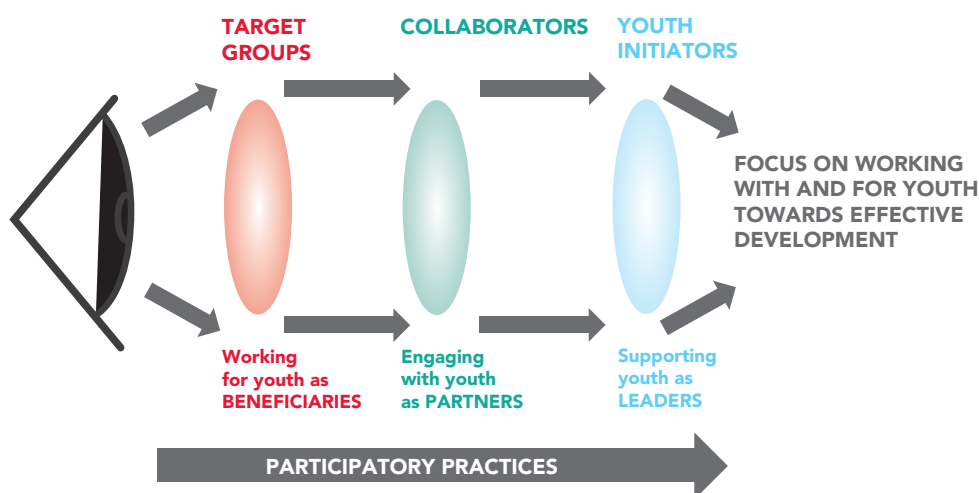 TARGET
GROUPS
COLLABORATORS
YOUTH
INITIATORS
FOCUS ON WORKING
WITH AND FOR YOUTH
TOWARDS EFFECTIVE
DEVELOPMENT
Working
for youth as
BENEFICIARIES
Engaging
with youth
as PARTNERS
Supporting
youth as
LEADERS
PARTICIPATORY PRACTICES